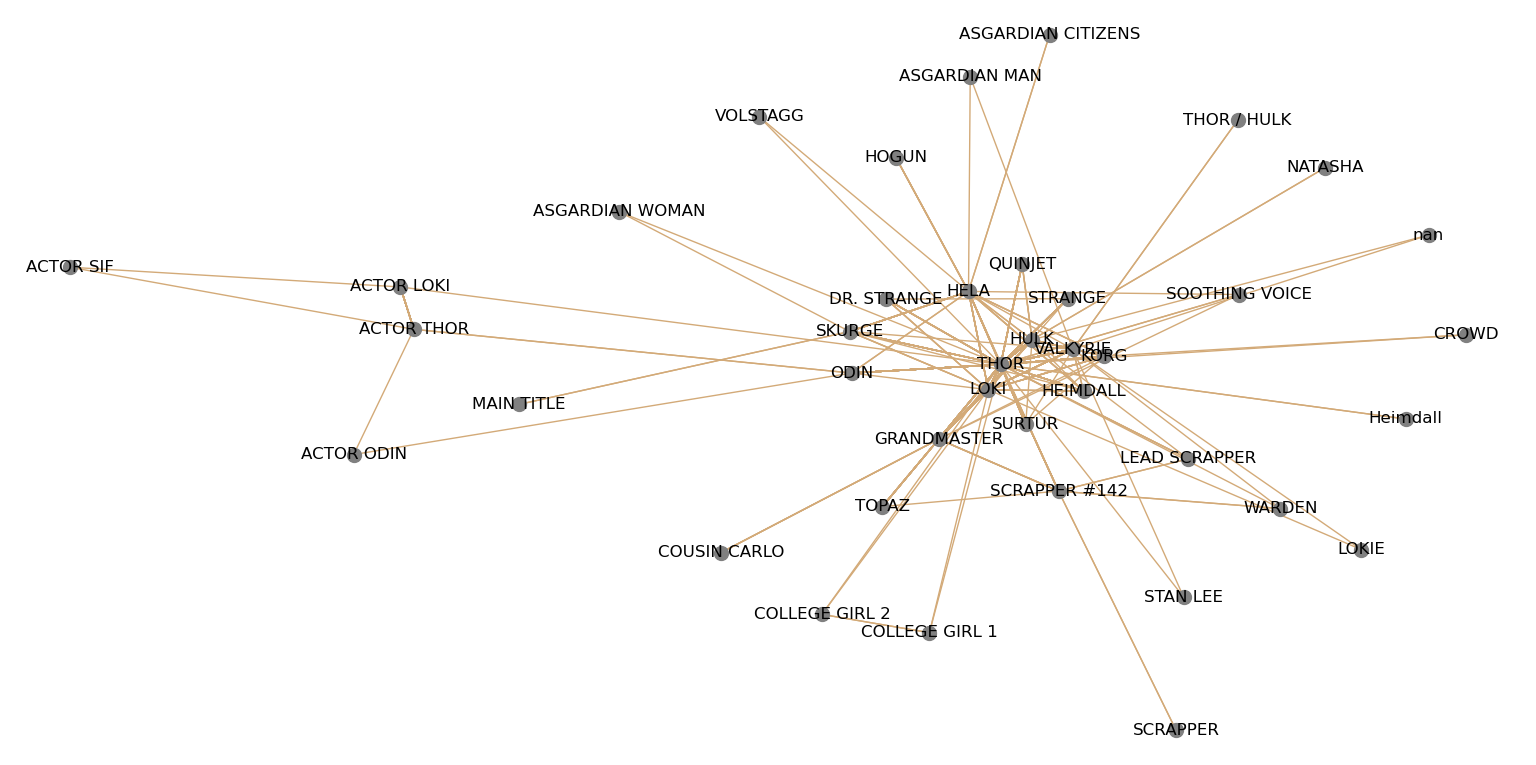 ASGARDIAN CITIZENS
ASGARDIAN MAN
VOLSTAGG
THOR / HULK
HOGUN
NATASHA
ASGARDIAN WOMAN
nan
QUINJET
ACTOR SIF
ACTOR LOKI
HELA
DR. STRANGE
STRANGE
SOOTHING VOICE
ACTOR THOR
SKURGE
CROWD
HULK
VALKYRIE
KORG
THOR
ODIN
LOKI
HEIMDALL
MAIN TITLE
Heimdall
SURTUR
GRANDMASTER
ACTOR ODIN
LEAD SCRAPPER
SCRAPPER #142
TOPAZ
WARDEN
COUSIN CARLO
LOKIE
STAN LEE
COLLEGE GIRL 2
COLLEGE GIRL 1
SCRAPPER